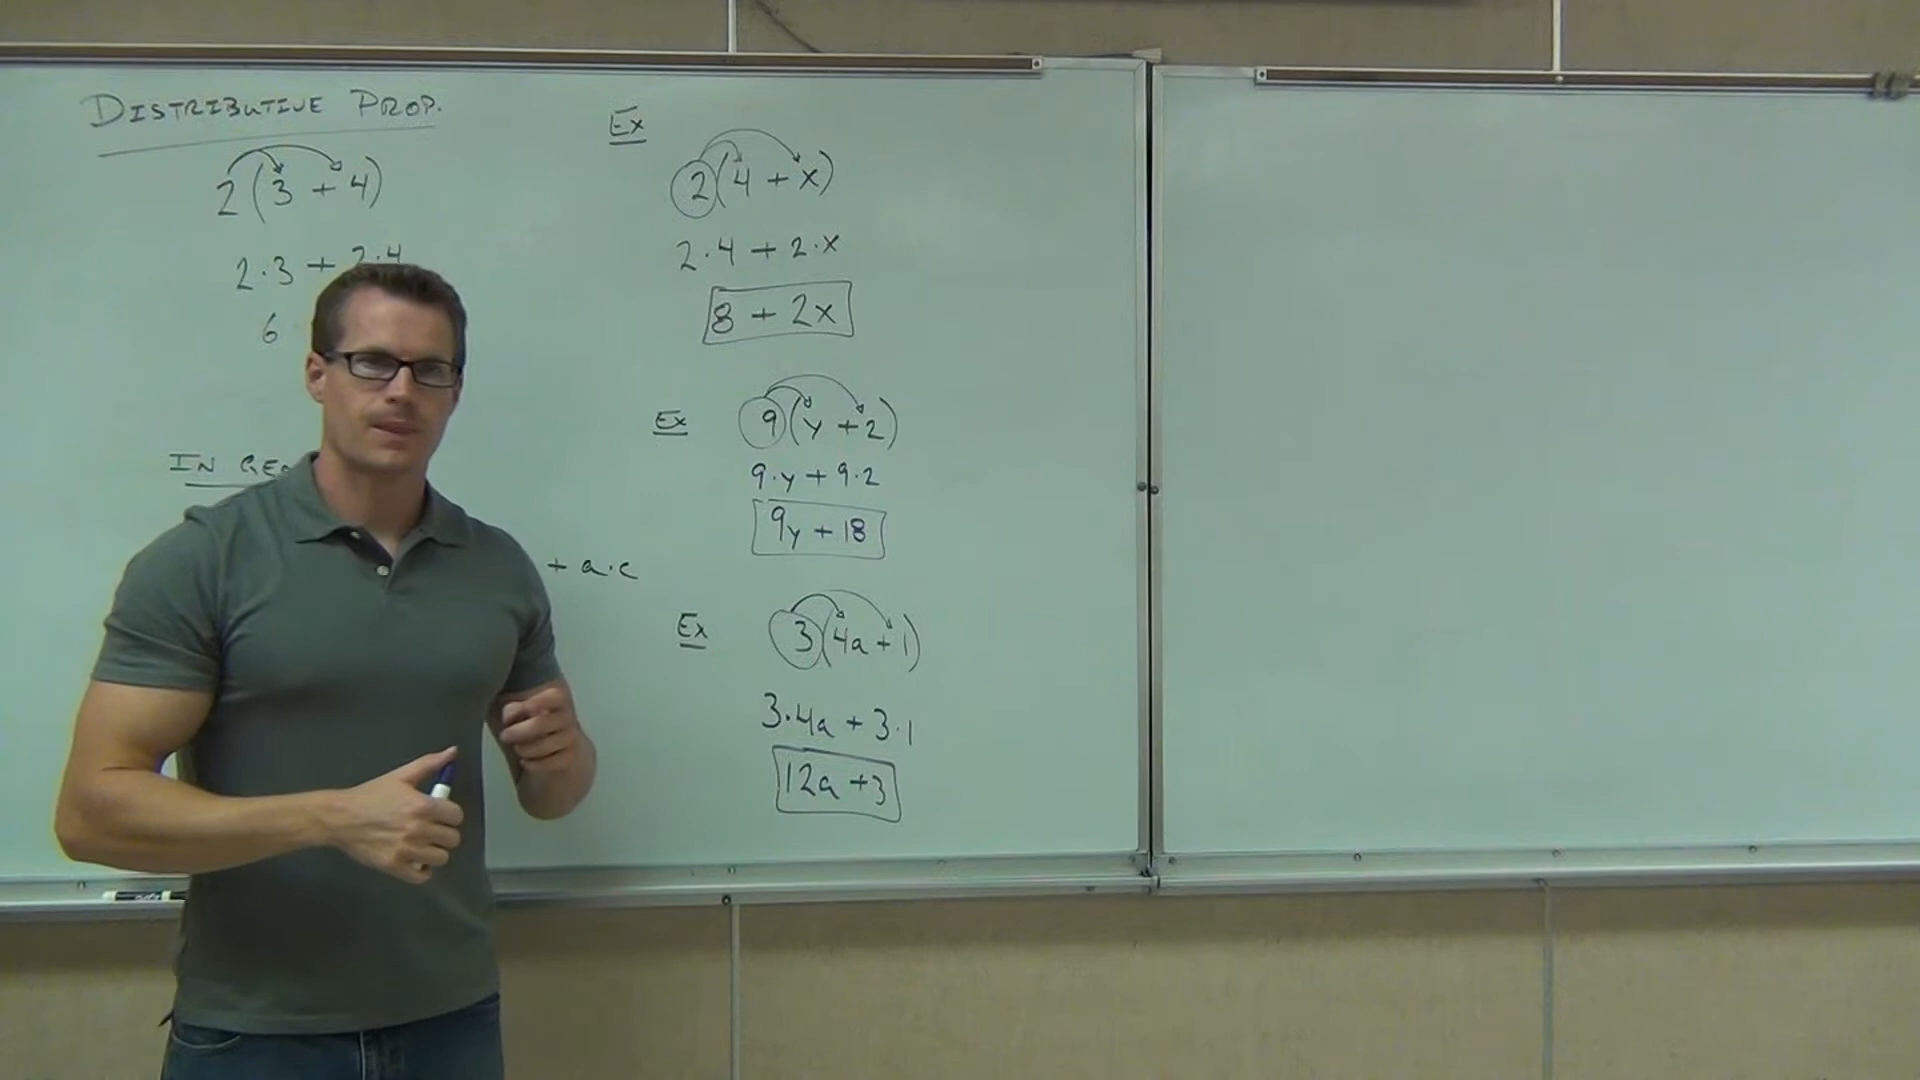 DISTRIBUTIVE PROP.
2(3 + 4)
2·3 + 2·4
6
IN
+ a·c
Ex
2(4 + x)
2·4 + 2·x
8 + 2x
Ex
9(y + 2)
9·y + 9·2
9y + 18
Ex
3(4a + 1)
3·4a + 3·1
12a + 3